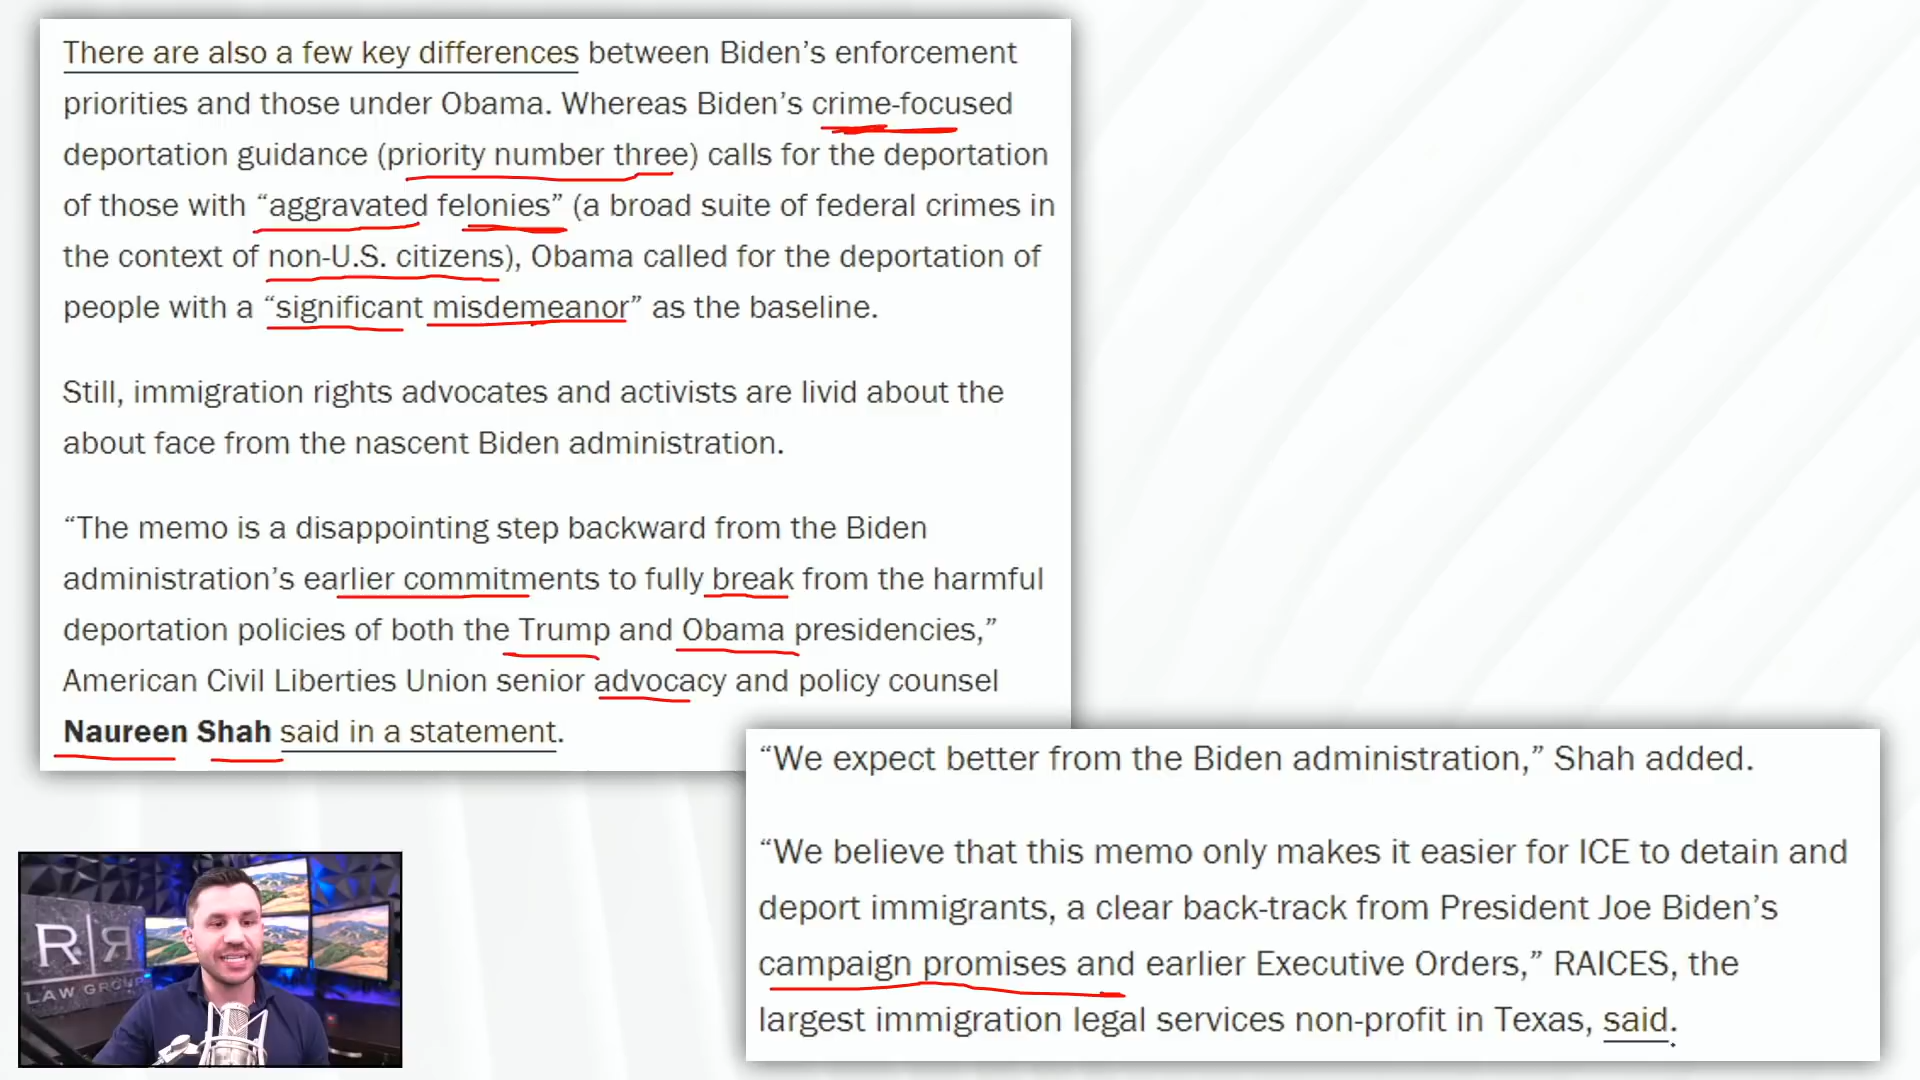 There are also a few key differences between Biden’s enforcement
priorities and those under Obama. Whereas Biden’s crime-focused
deportation guidance (priority number three) calls for the deportation
of those with “aggravated felonies” (a broad suite of federal crimes in
the context of non-U.S. citizens), Obama called for the deportation of
people with a “significant misdemeanor” as the baseline.
Still, immigration rights advocates and activists are livid about the
about face from the nascent Biden administration.
“The memo is a disappointing step backward from the Biden
administration’s earlier commitments to fully break from the harmful
deportation policies of both the Trump and Obama presidencies,”
American Civil Liberties Union senior advocacy and policy counsel
Naureen Shah said in a statement.
“We expect better from the Biden administration,” Shah added.
“We believe that this memo only makes it easier for ICE to detain and
deport immigrants, a clear back-track from President Joe Biden’s
campaign promises and earlier Executive Orders,” RAICES, the
largest immigration legal services non-profit in Texas, said.
R|R
LAW GROUP